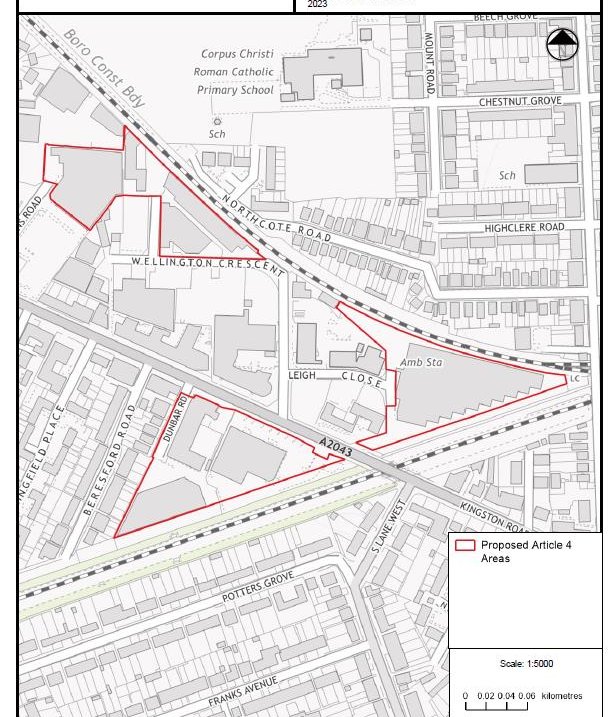 2023
BEECH GROVE
Boro Const Bdy
Corpus Christi
Roman Catholic
Primary School
MOUNT ROAD
CHESTNUT GROVE
Sch
Sch
NORTHCOTE ROAD
HIGHCLERE ROAD
ROAD
WELLINGTON CRESCENT
Amb Sta
LEIGH CLOSE
LC
DUNBAR RD
A2043
BERESFORD ROAD
PLACE
KINGSTON ROAD
S LANE WEST
POTTERS GROVE
FRANKS AVENUE
Proposed Article 4
Areas
Scale: 1:5000
0 0.02 0.04 0.06 kilometres